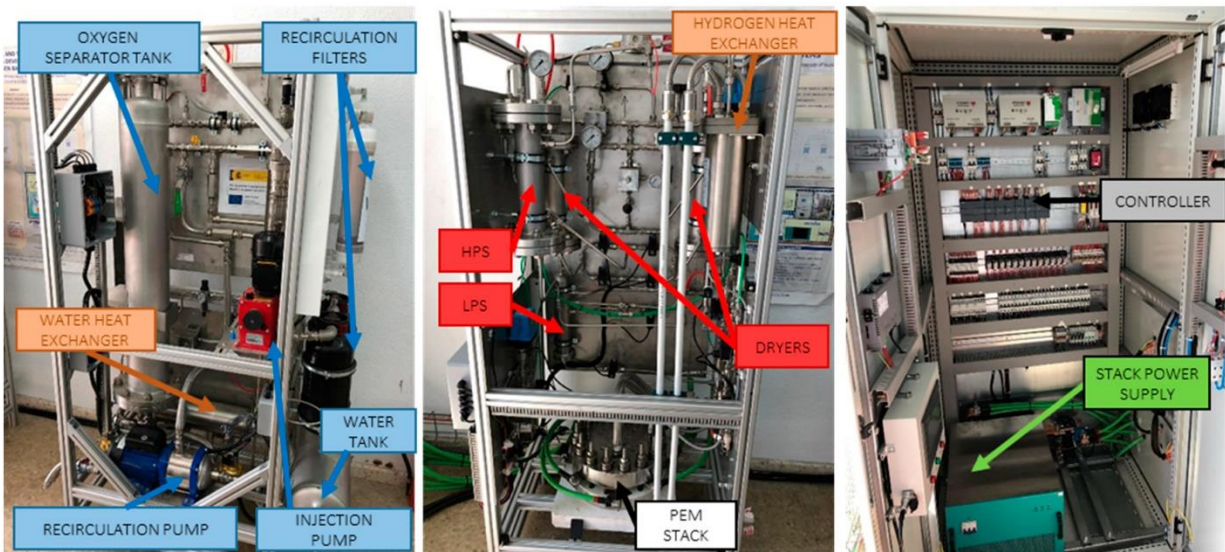 OXYGEN
SEPARATOR TANK
RECIRCULATION
FILTERS
WATER HEAT
EXCHANGER
WATER
TANK
RECIRCULATION PUMP
INJECTION
PUMP
HYDROGEN HEAT
EXCHANGER
HPS
LPS
DRYERS
PEM
STACK
CONTROLLER
STACK POWER
SUPPLY